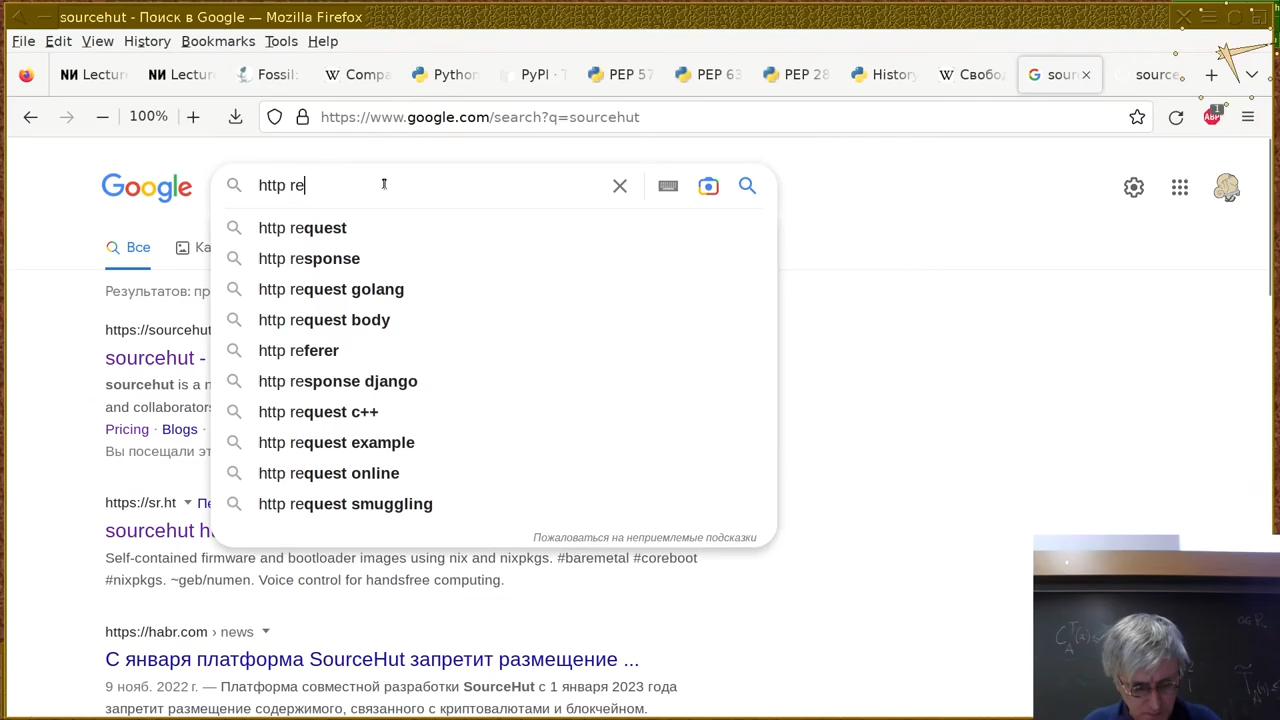 sourcehut - Поиск в Google — Mozilla Firefox
File Edit View History Bookmarks Tools Help
Lectur Lectur Fossil: Compa Python PyPI · T PEP 57 PEP 63 PEP 28 History Свобо sour source
100% https://www.google.com/search?q=sourcehut 1
Google http re
Все Ка
http request
http response
http request golang
http request body
http referer
http response django
http request c++
http request example
http request online
http request smuggling
Пожаловаться на неприемлемые подсказки
Результатов: пр
https://sourcehut
sourcehut -
sourcehut is a n
and collaborators
Pricing · Blogs ·
Вы посещали эт
https://sr.ht Пе
sourcehut h
Self-contained firmware and bootloader images using nix and nixpkgs. #baremetal #coreboot
#nixpkgs. ~geb/numen. Voice control for handsfree computing.
https://habr.com › news
С января платформа SourceHut запретит размещение ...
9 нояб. 2022 г. — Платформа совместной разработки SourceHut с 1 января 2023 года
запретит размещение содержимого, связанного с криптовалютами и блокчейном.